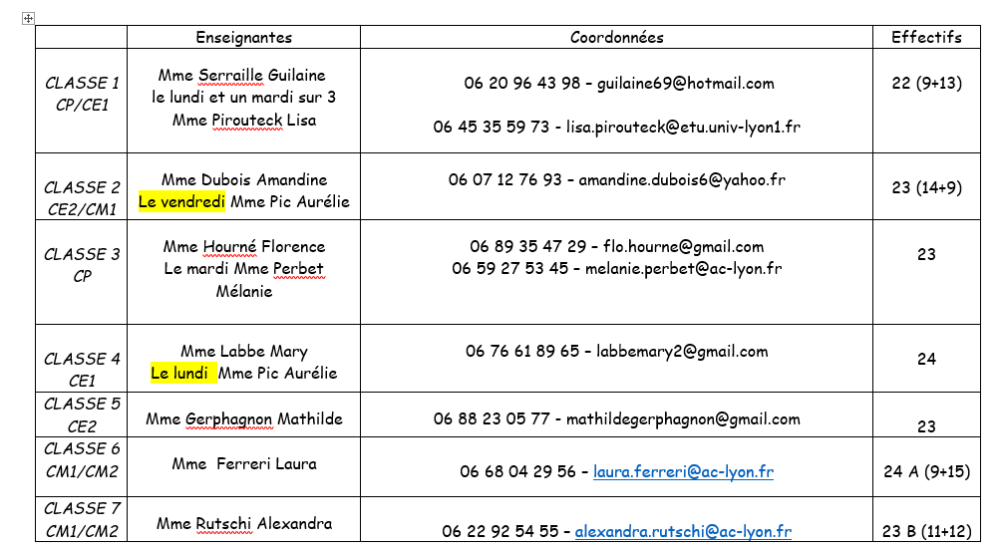 Enseignantes Coordonnées Effectifs
CLASSE 1
CP/CE1
Mme Serraille Guilaine
le lundi et un mardi sur 3
Mme Pirouteck Lisa
06 20 96 43 98 – guilaine69@hotmail.com
06 45 35 59 73 - lisa.pirouteck@etu.univ-lyon1.fr
22 (9+13)
CLASSE 2
CE2/CM1
Mme Dubois Amandine
Le vendredi Mme Pic Aurélie
06 07 12 76 93 – amandine.dubois6@yahoo.fr
23 (14+9)
CLASSE 3
CP
Mme Hourné Florence
Le mardi Mme Perbet
Mélanie
06 89 35 47 29 – flo.hourne@gmail.com
06 59 27 53 45 – melanie.perbet@ac-lyon.fr
23
CLASSE 4
CE1
Mme Labbe Mary
Le lundi Mme Pic Aurélie
06 76 61 89 65 – labbemary2@gmail.com
24
CLASSE 5
CE2
Mme Gerphagnon Mathilde
06 88 23 05 77 - mathildegerphagnon@gmail.com
23
CLASSE 6
CM1/CM2
Mme Ferreri Laura
06 68 04 29 56 – laura.ferreri@ac-lyon.fr
24 A (9+15)
CLASSE 7
CM1/CM2
Mme Rutschi Alexandra
06 22 92 54 55 – alexandra.rutschi@ac-lyon.fr
23 B (11+12)